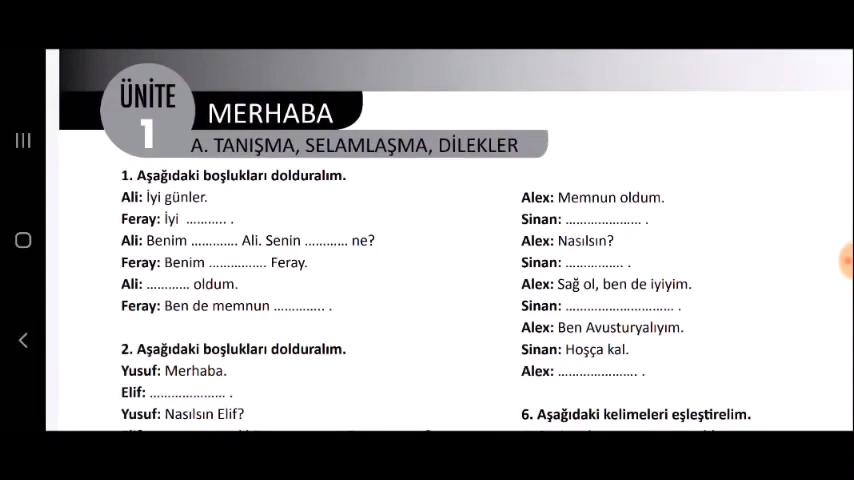 ÜNİTE
1
MERHABA
A. TANIŞMA, SELAMLAŞMA, DİLEKLER
1. Aşağıdaki boşlukları dolduralım.
Ali: İyi günler.
Feray: İyi ........... .
Ali: Benim ............. Ali. Senin ............ ne?
Feray: Benim ................ Feray.
Ali: ............ oldum.
Feray: Ben de memnun .............. .
2. Aşağıdaki boşlukları dolduralım.
Yusuf: Merhaba.
Elif: ..................... .
Yusuf: Nasılsın Elif?
Alex: Memnun oldum.
Sinan: ..................... .
Alex: Nasılsın?
Sinan: ................ .
Alex: Sağ ol, ben de iyiyim.
Sinan: .............................. .
Alex: Ben Avusturyalıyım.
Sinan: Hoşça kal.
Alex: ...................... .
6. Aşağıdaki kelimeleri eşleştirelim.